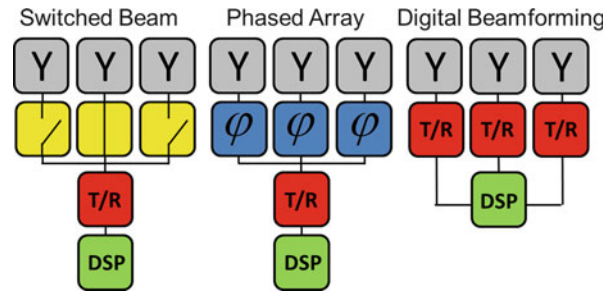 Switched Beam Phased Array Digital Beamforming
Y Y Y Y Y Y Y Y Y
φ φ φ T/R T/R T/R
T/R T/R DSP
DSP DSP